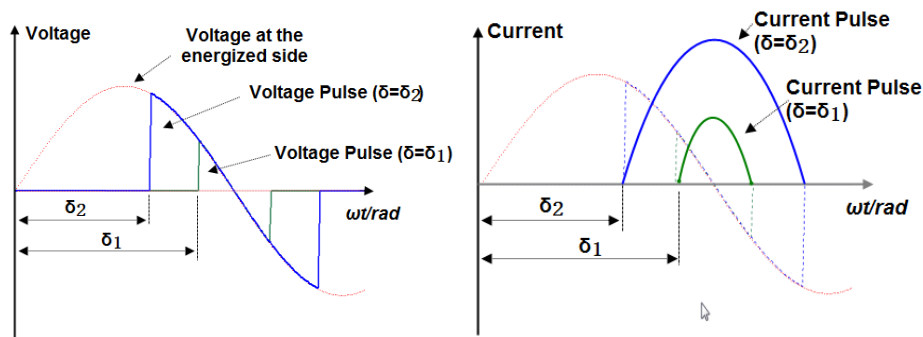 Voltage
Voltage at the
energized side
Voltage Pulse (δ=δ2)
Voltage Pulse (δ=δ1)
δ2
δ1
ωt/rad
Current
Current Pulse
(δ=δ2)
Current Pulse
(δ=δ1)
δ2
δ1
ωt/rad